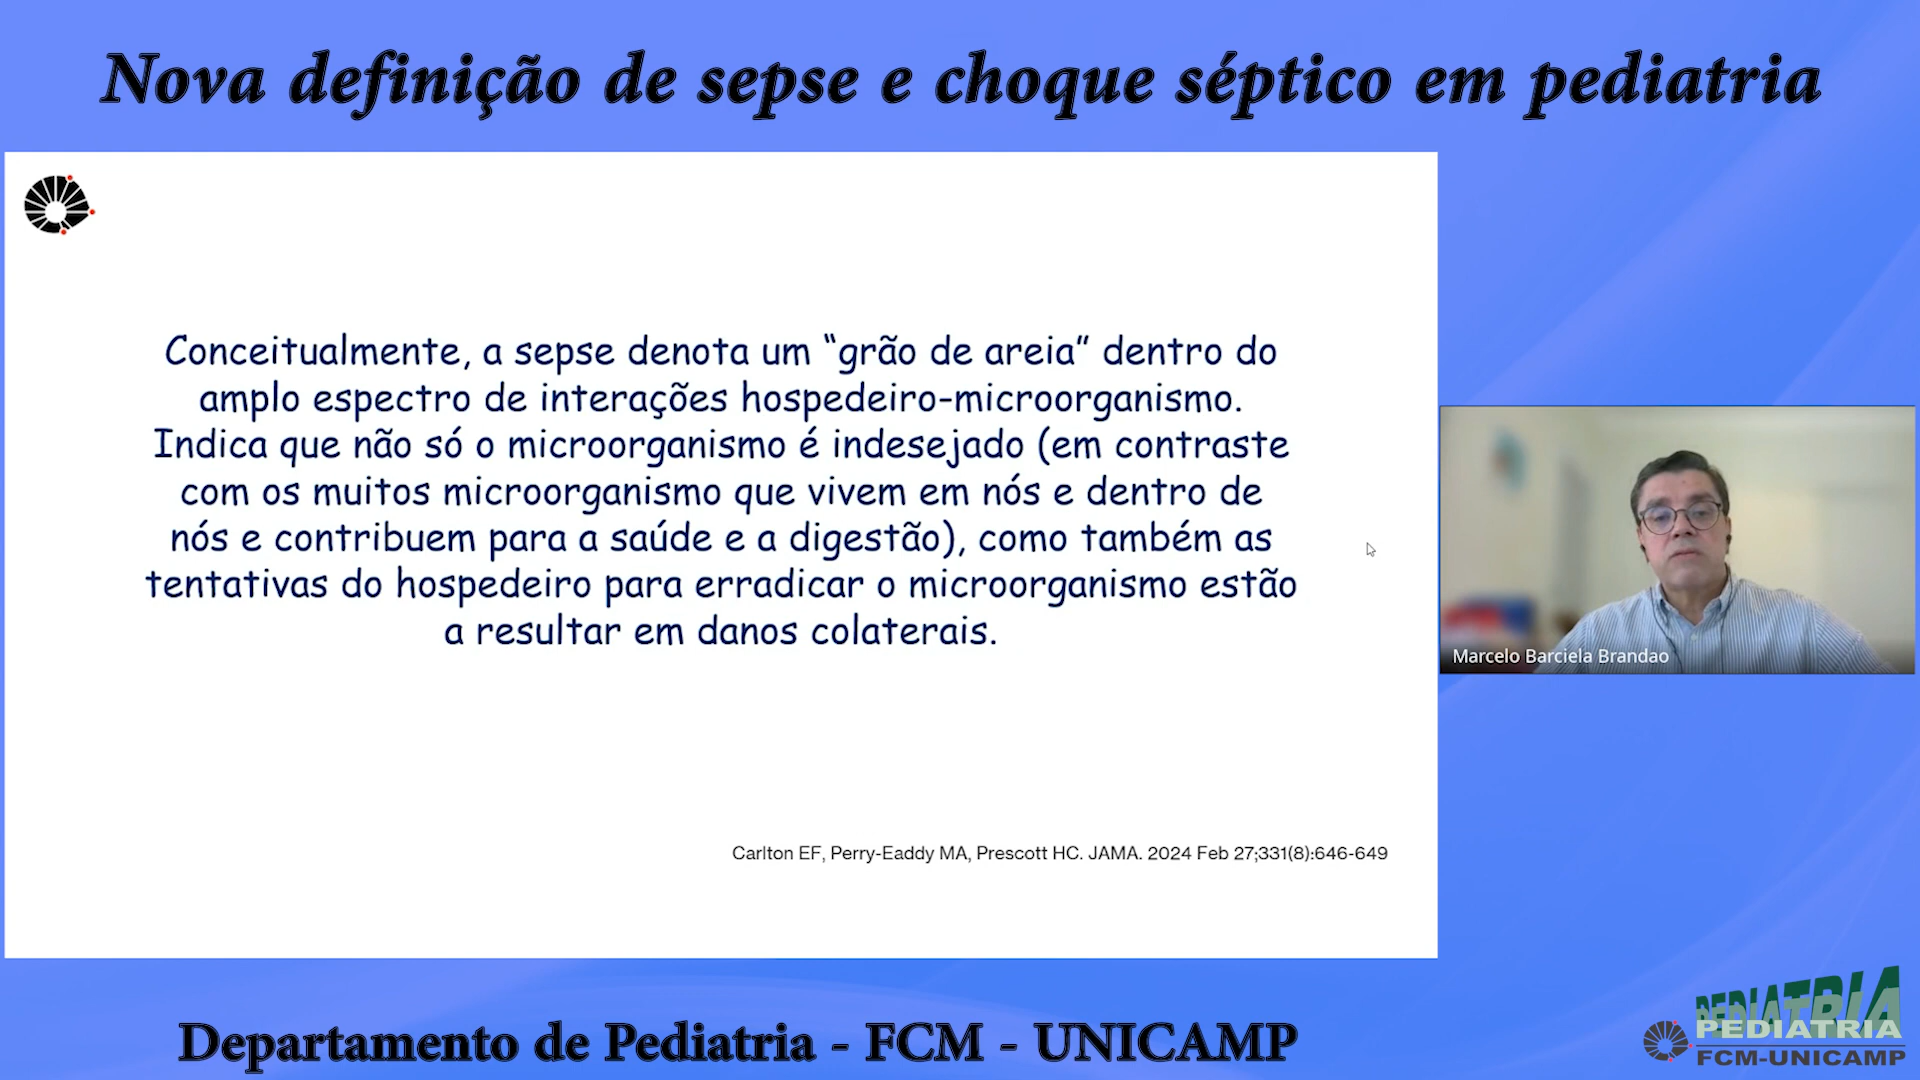 Nova definição de sepse e choque séptico em pediatria
Conceitualmente, a sepse denota um “grão de areia” dentro do
amplo espectro de interações hospedeiro-microorganismo.
Indica que não só o microorganismo é indesejado (em contraste
com os muitos microorganismo que vivem em nós e dentro de
nós e contribuem para a saúde e a digestão), como também as
tentativas do hospedeiro para erradicar o microorganismo estão
a resultar em danos colaterais.
Carlton EF, Perry-Eaddy MA, Prescott HC. JAMA. 2024 Feb 27;331(8):646-649
Marcelo Barciela Brandao
Departamento de Pediatria - FCM - UNICAMP
PEDIATRIA
PEDIATRIA
FCM-UNICAMP